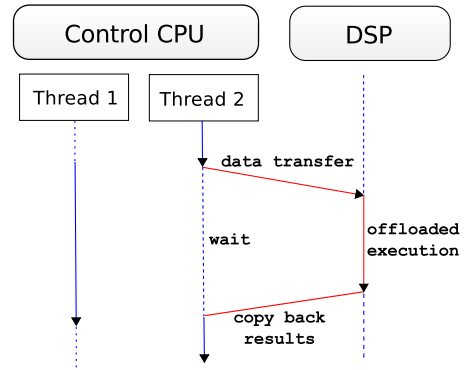 Control CPU
DSP
Thread 1
Thread 2
data transfer
wait
offloaded
execution
copy back
results